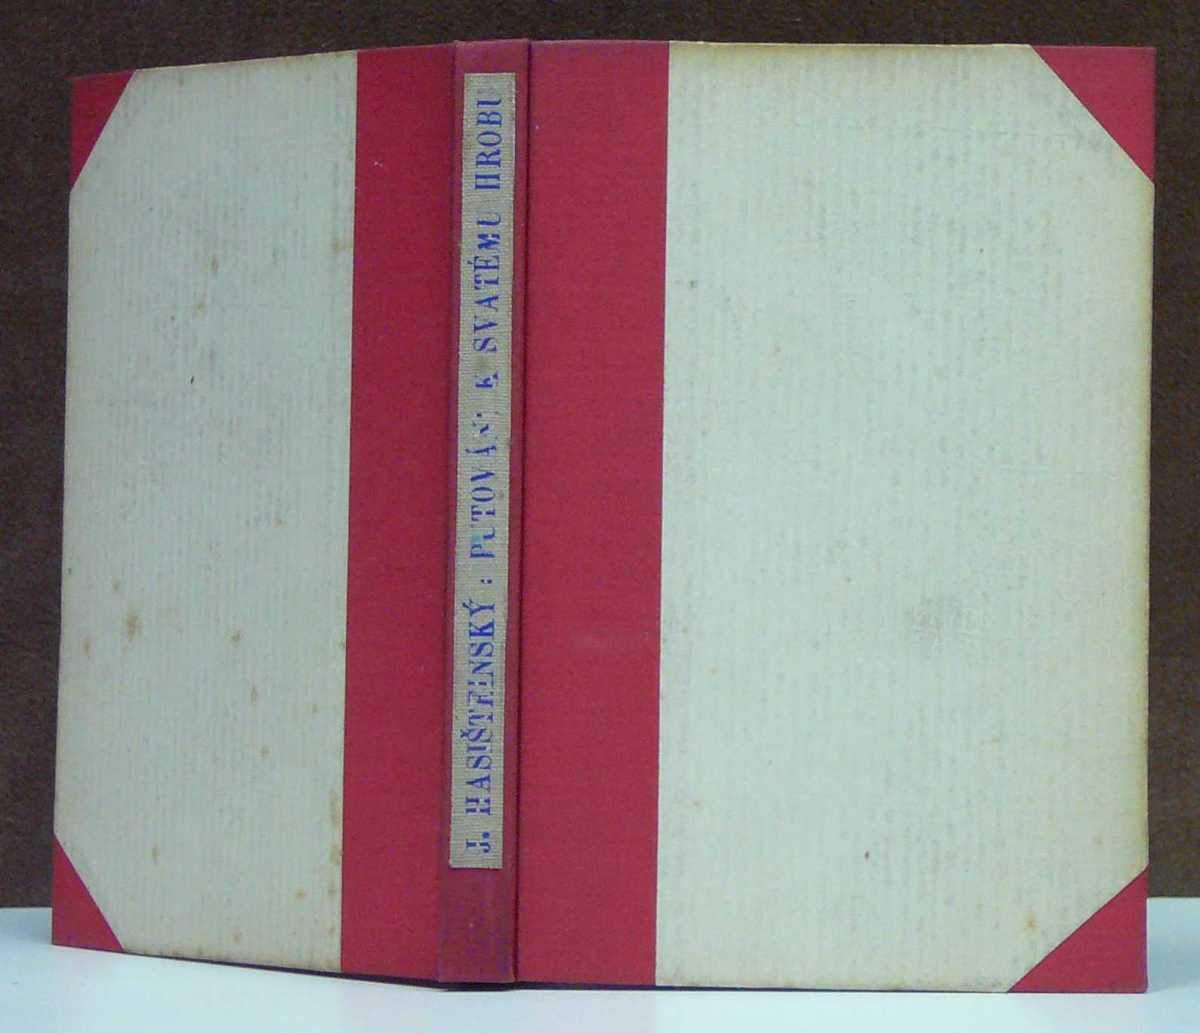 J. HASIŠTEJNSKÝ : PUTOVÁNÍ K SVATÉMU HROBU